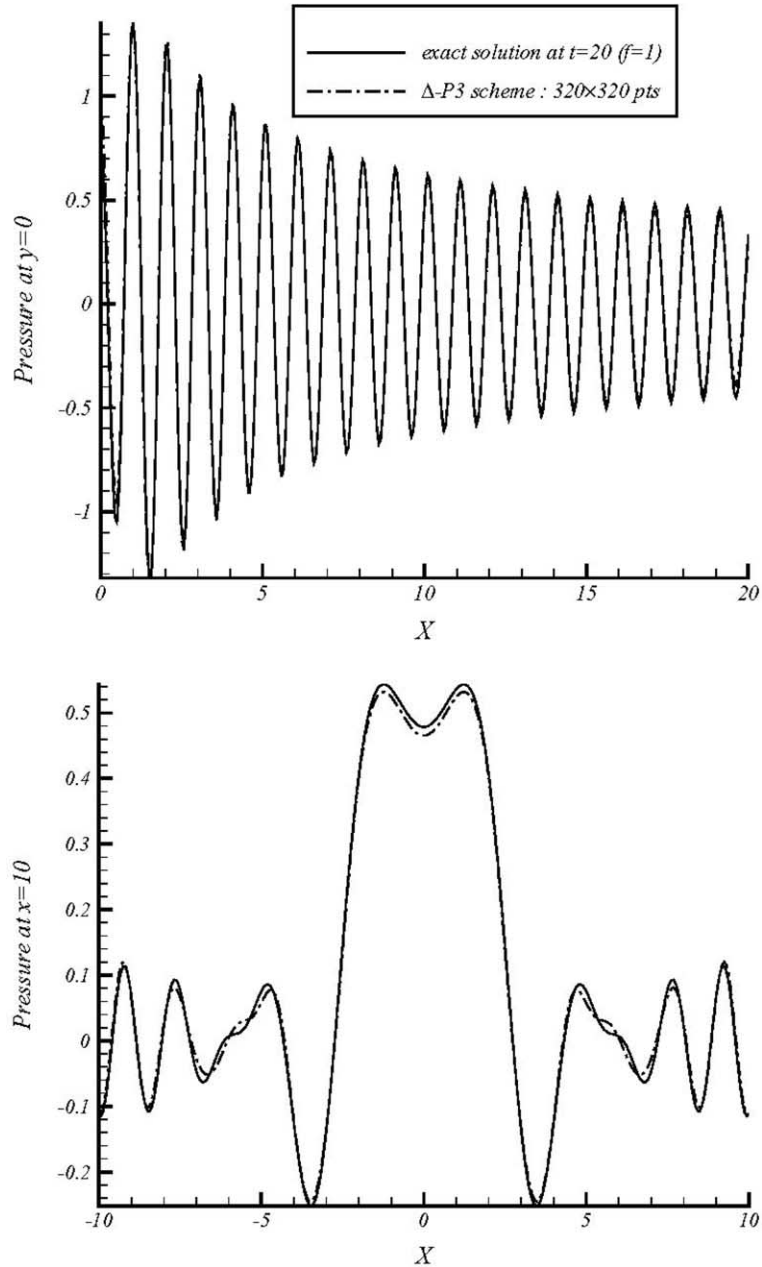 exact solution at t=20 (f=1)
Δ-P3 scheme : 320×320 pts
Pressure at y=0
1
0.5
0
-0.5
-1
0 5 10 15 20
X
Pressure at x=10
0.5
0.4
0.3
0.2
0.1
0
-0.1
-0.2
-10 -5 0 5 10
X